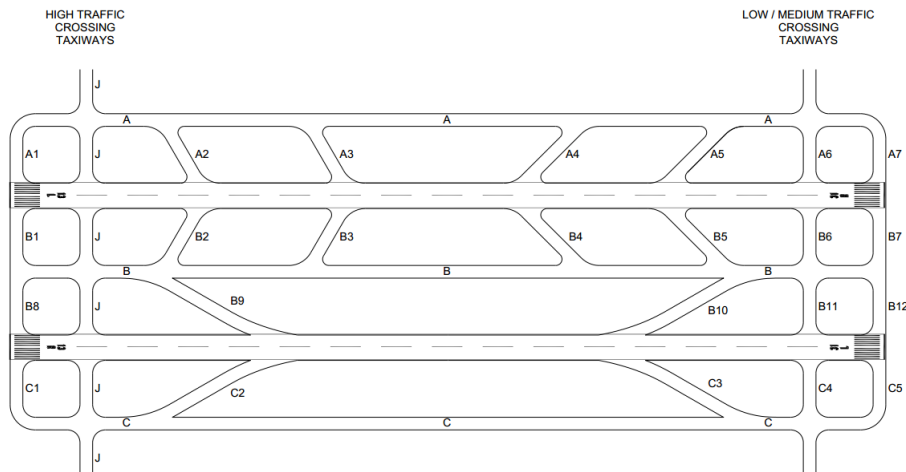 HIGH TRAFFIC
CROSSING
TAXIWAYS
LOW / MEDIUM TRAFFIC
CROSSING
TAXIWAYS
J
A
A
A
A1
J
A2
A3
A4
A5
A6
A7
B1
J
B2
B3
B4
B5
B6
B7
B
B
B
B8
J
B9
B10
B11
B12
C1
J
C2
C3
C4
C5
C
C
C
J